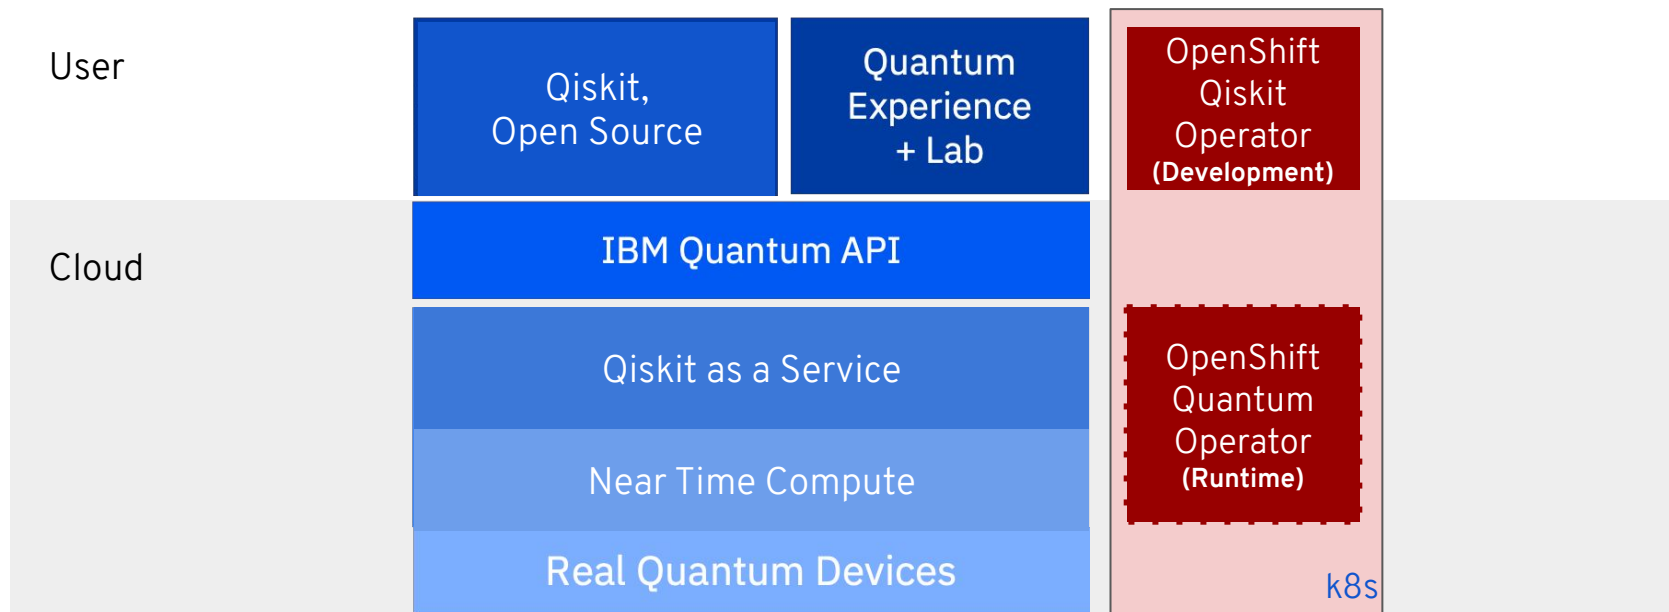 User
Qiskit,
Open Source
Quantum
Experience
+ Lab
OpenShift
Qiskit
Operator
(Development)
Cloud
IBM Quantum API
Qiskit as a Service
Near Time Compute
Real Quantum Devices
OpenShift
Quantum
Operator
(Runtime)
k8s